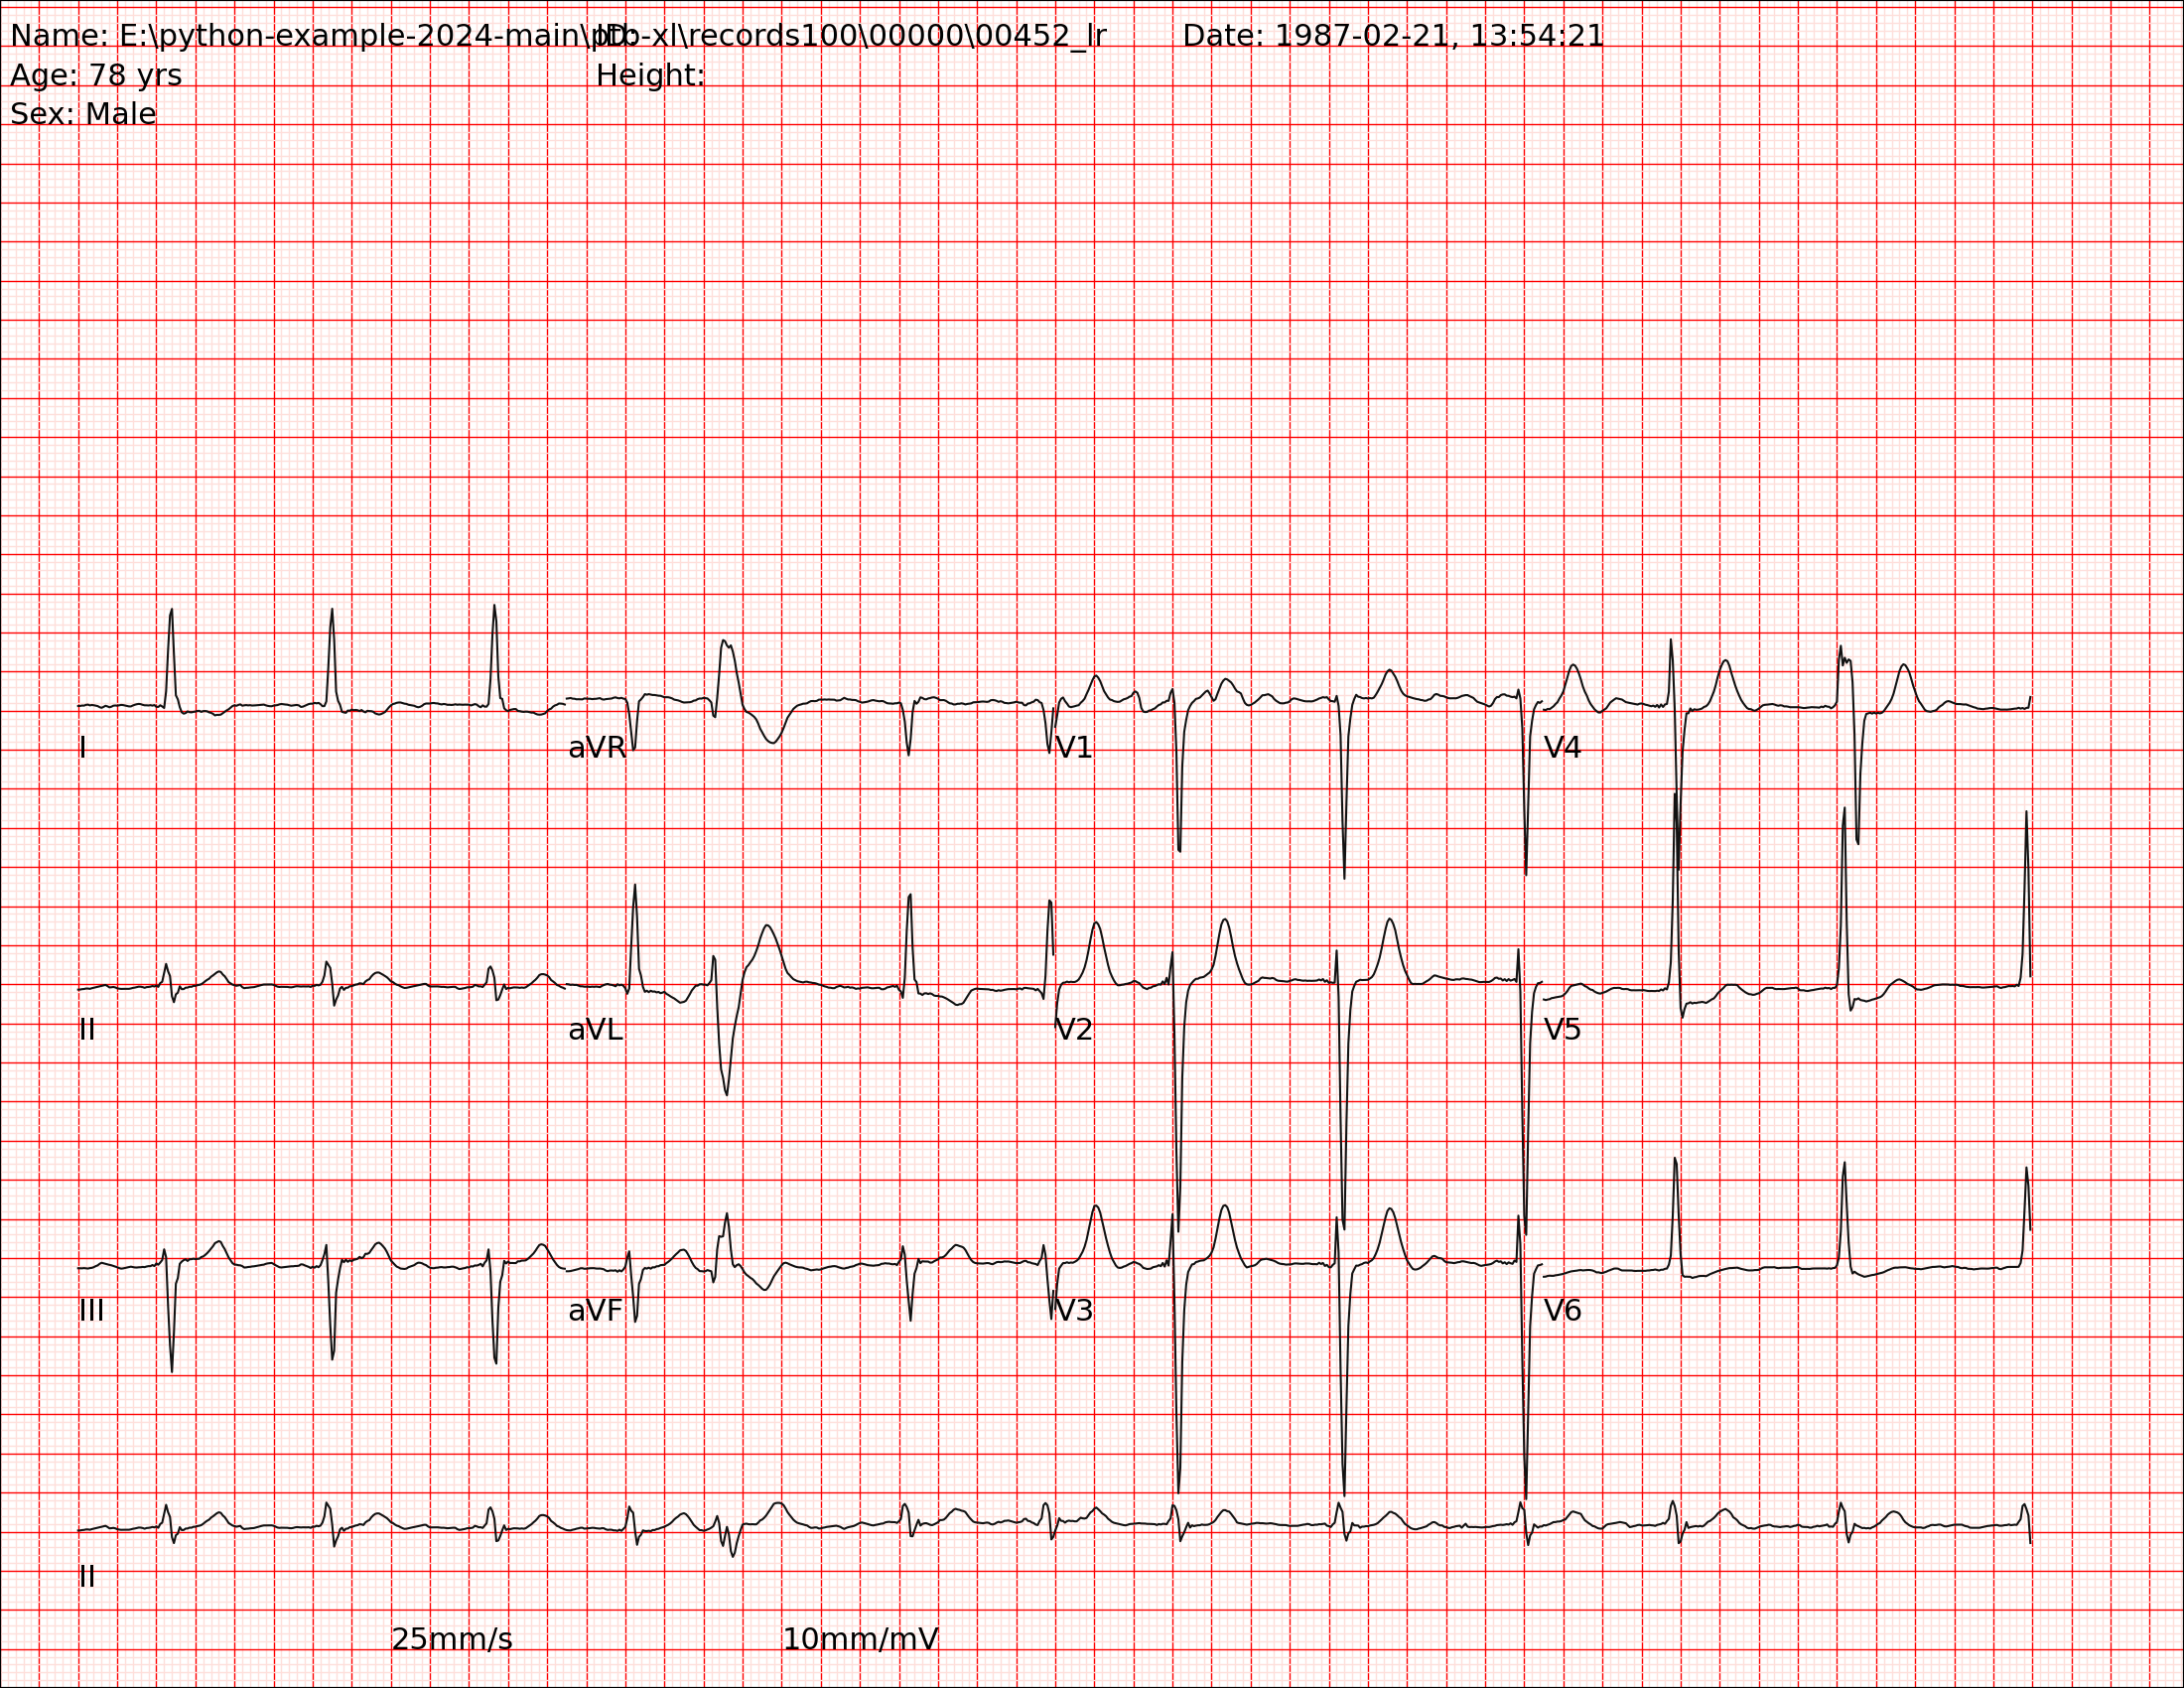 Name: E:\python-example-2024-main\ptb-xl\records100\00000\00452_lr ID: Date: 1987-02-21, 13:54:21
Age: 78 yrs Height:
Sex: Male
I aVR V1 V4
II aVL V2 V5
III aVF V3 V6
II
25mm/s 10mm/mV